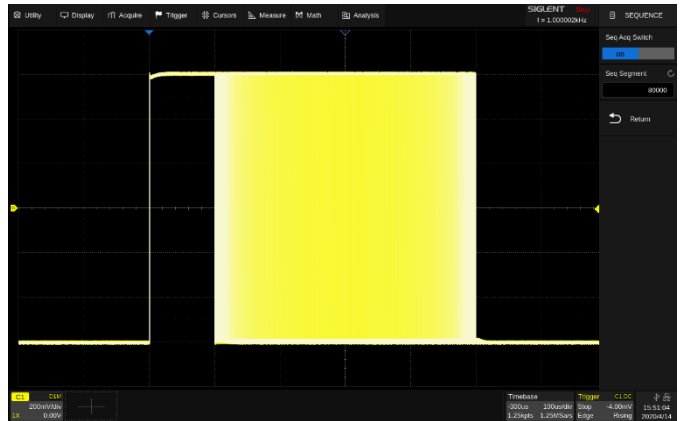 Utility Display Acquire Trigger Cursors Measure Math Analysis
SIGLENT Stop
f = 1.000002kHz
SEQUENCE
Seq Acq Switch
on
Seq Segment
80000
Return
C1 C1M
200mV/div
1X 0.00V
Timebase
-300us 100us/div
1.25kpts 1.25MSa/s
Trigger C1 DC
Stop -4.00mV
Edge Rising
15:51:04
2020/4/14